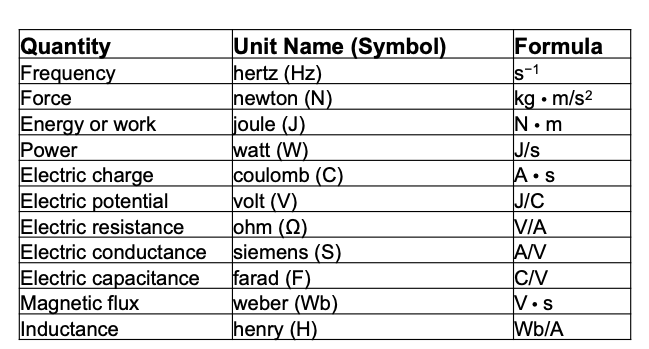 Quantity Unit Name (Symbol) Formula
Frequency hertz (Hz) s⁻¹
Force newton (N) kg • m/s²
Energy or work joule (J) N • m
Power watt (W) J/s
Electric charge coulomb (C) A • s
Electric potential volt (V) J/C
Electric resistance ohm (Ω) V/A
Electric conductance siemens (S) A/V
Electric capacitance farad (F) C/V
Magnetic flux weber (Wb) V • s
Inductance henry (H) Wb/A